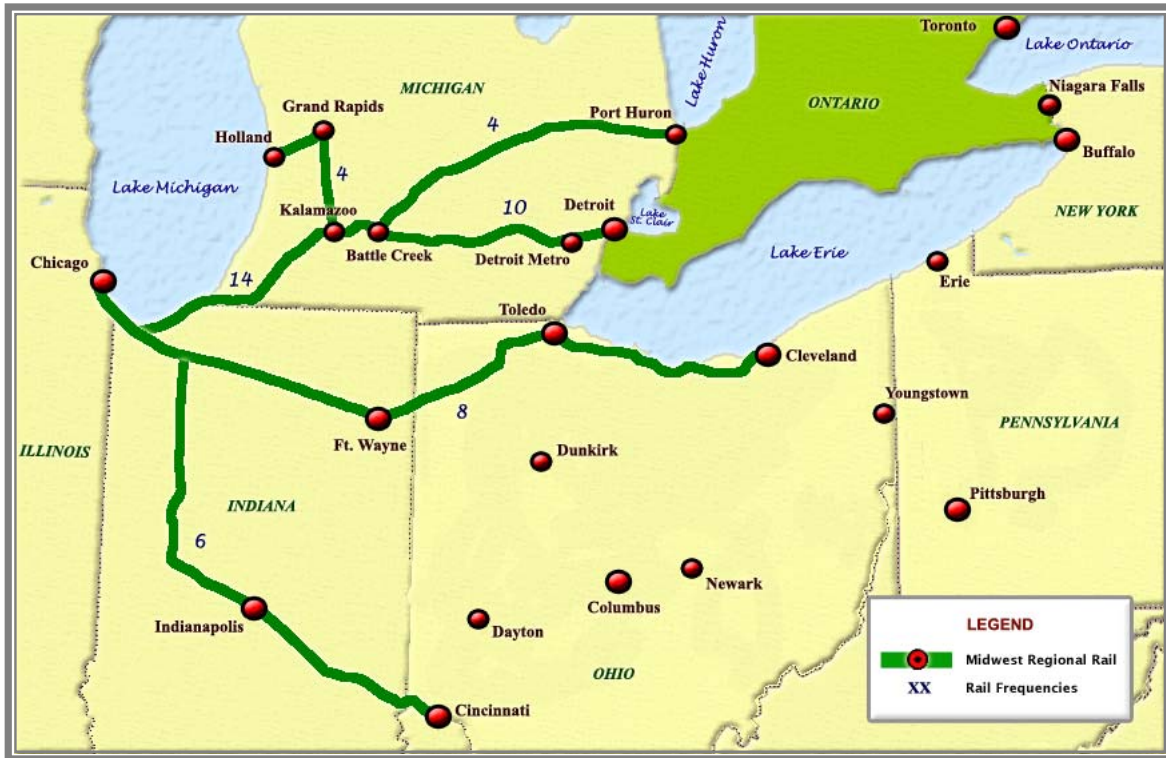 Toronto
Lake Ontario
Lake Huron
MICHIGAN
Niagara Falls
Grand Rapids
ONTARIO
4
Port Huron
Holland
Buffalo
Lake Michigan
4
Kalamazoo
10
Detroit
Lake
St. Clair
NEW YORK
Battle Creek
Detroit Metro
Lake Erie
Chicago
14
Erie
Toledo
Cleveland
Youngstown
8
PENNSYLVANIA
Ft. Wayne
ILLINOIS
Dunkirk
Pittsburgh
INDIANA
6
Newark
Columbus
Indianapolis
Dayton
LEGEND
Midwest Regional Rail
XX Rail Frequencies
OHIO
Cincinnati